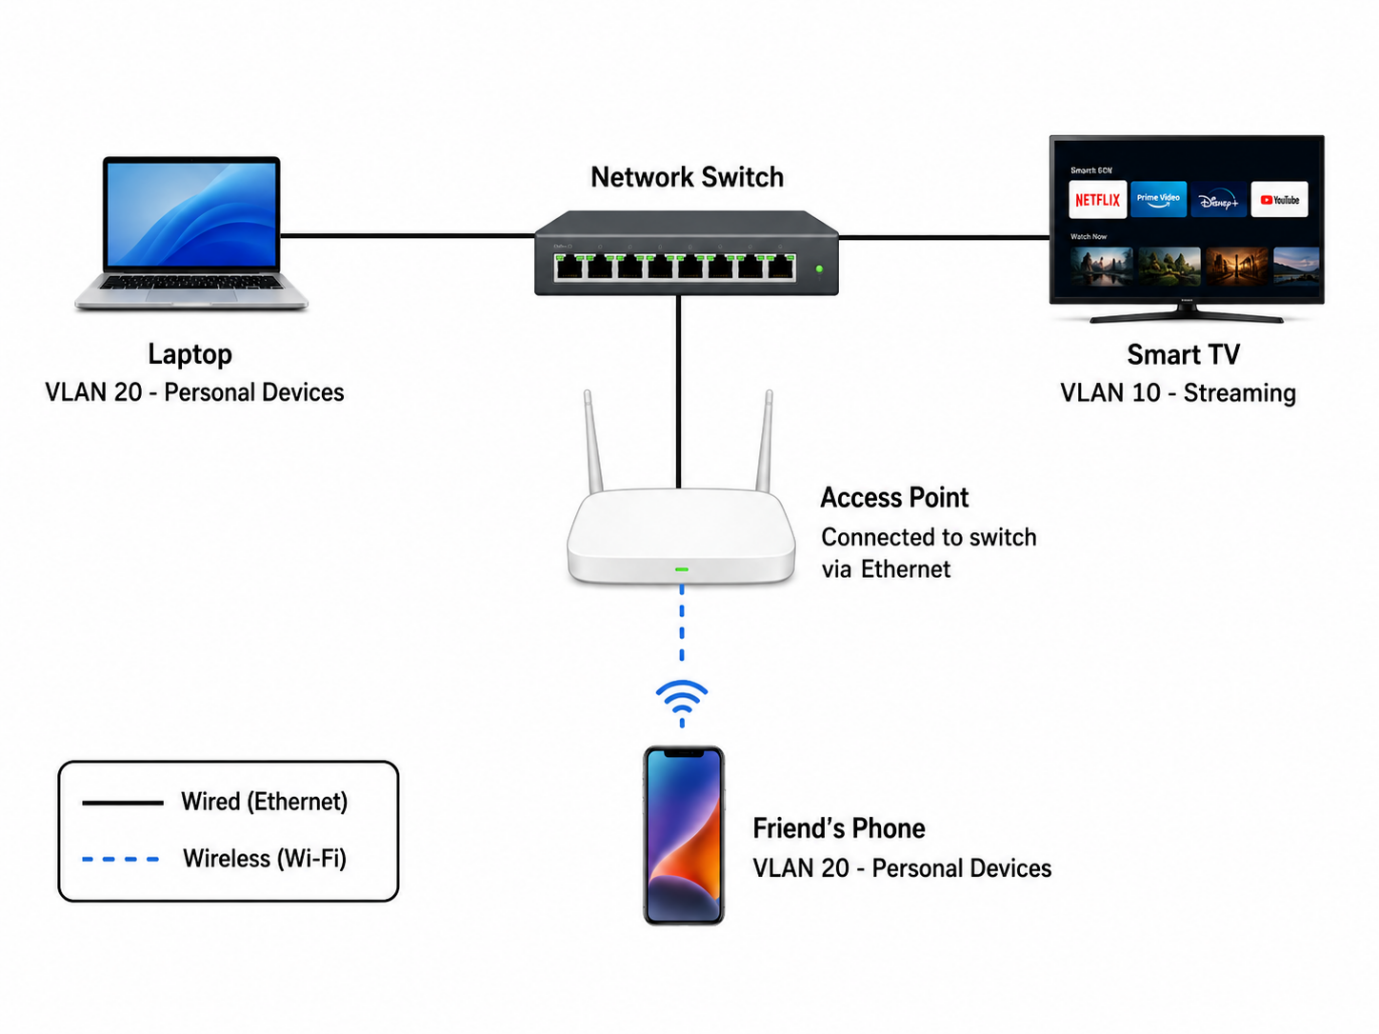 Network Switch
NETFLIX
Prime Video
Disney+
YouTube
Watch Now
Laptop
VLAN 20 - Personal Devices
Smart TV
VLAN 10 - Streaming
Access Point
Connected to switch
via Ethernet
Wired (Ethernet)
Wireless (Wi-Fi)
Friend’s Phone
VLAN 20 - Personal Devices